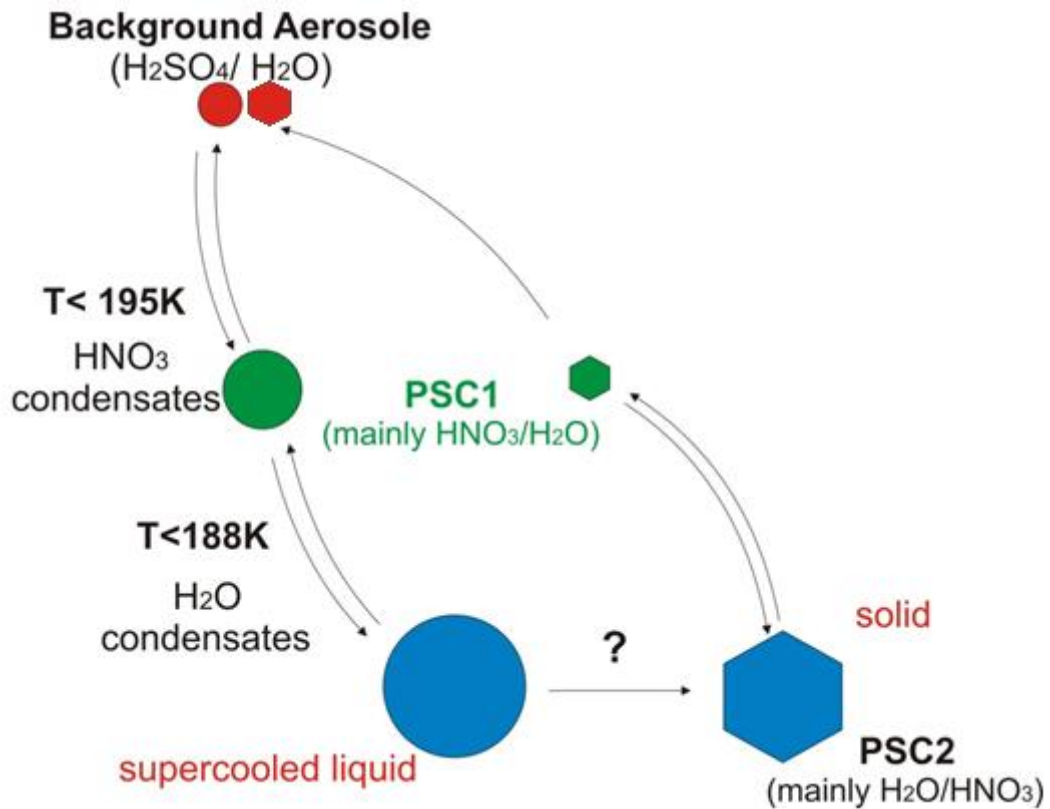 Background Aerosole
(H2SO4/ H2O)
T< 195K
HNO3
condensates
PSC1
(mainly HNO3/H2O)
T<188K
H2O
condensates
?
solid
supercooled liquid
PSC2
(mainly H2O/HNO3)